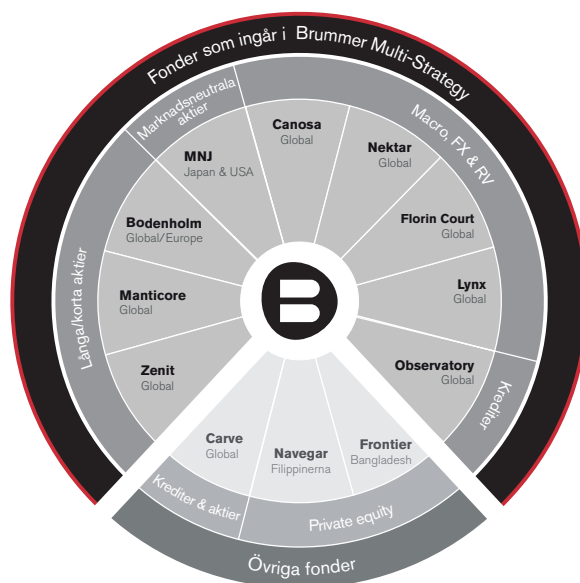 Fonder som ingår i Brummer Multi-Strategy
Marknadsneutrala
aktier
Macro, FX & RV
Långa/korta aktier
Krediter
Canosa
Global
Nektar
Global
MNJ
Japan & USA
Florin Court
Global
Bodenholm
Global/Europe
Lynx
Global
Manticore
Global
Observatory
Global
Zenit
Global
Carve
Global
Navegar
Filippinerna
Frontier
Bangladesh
Krediter & aktier
Private equity
Övriga fonder
B